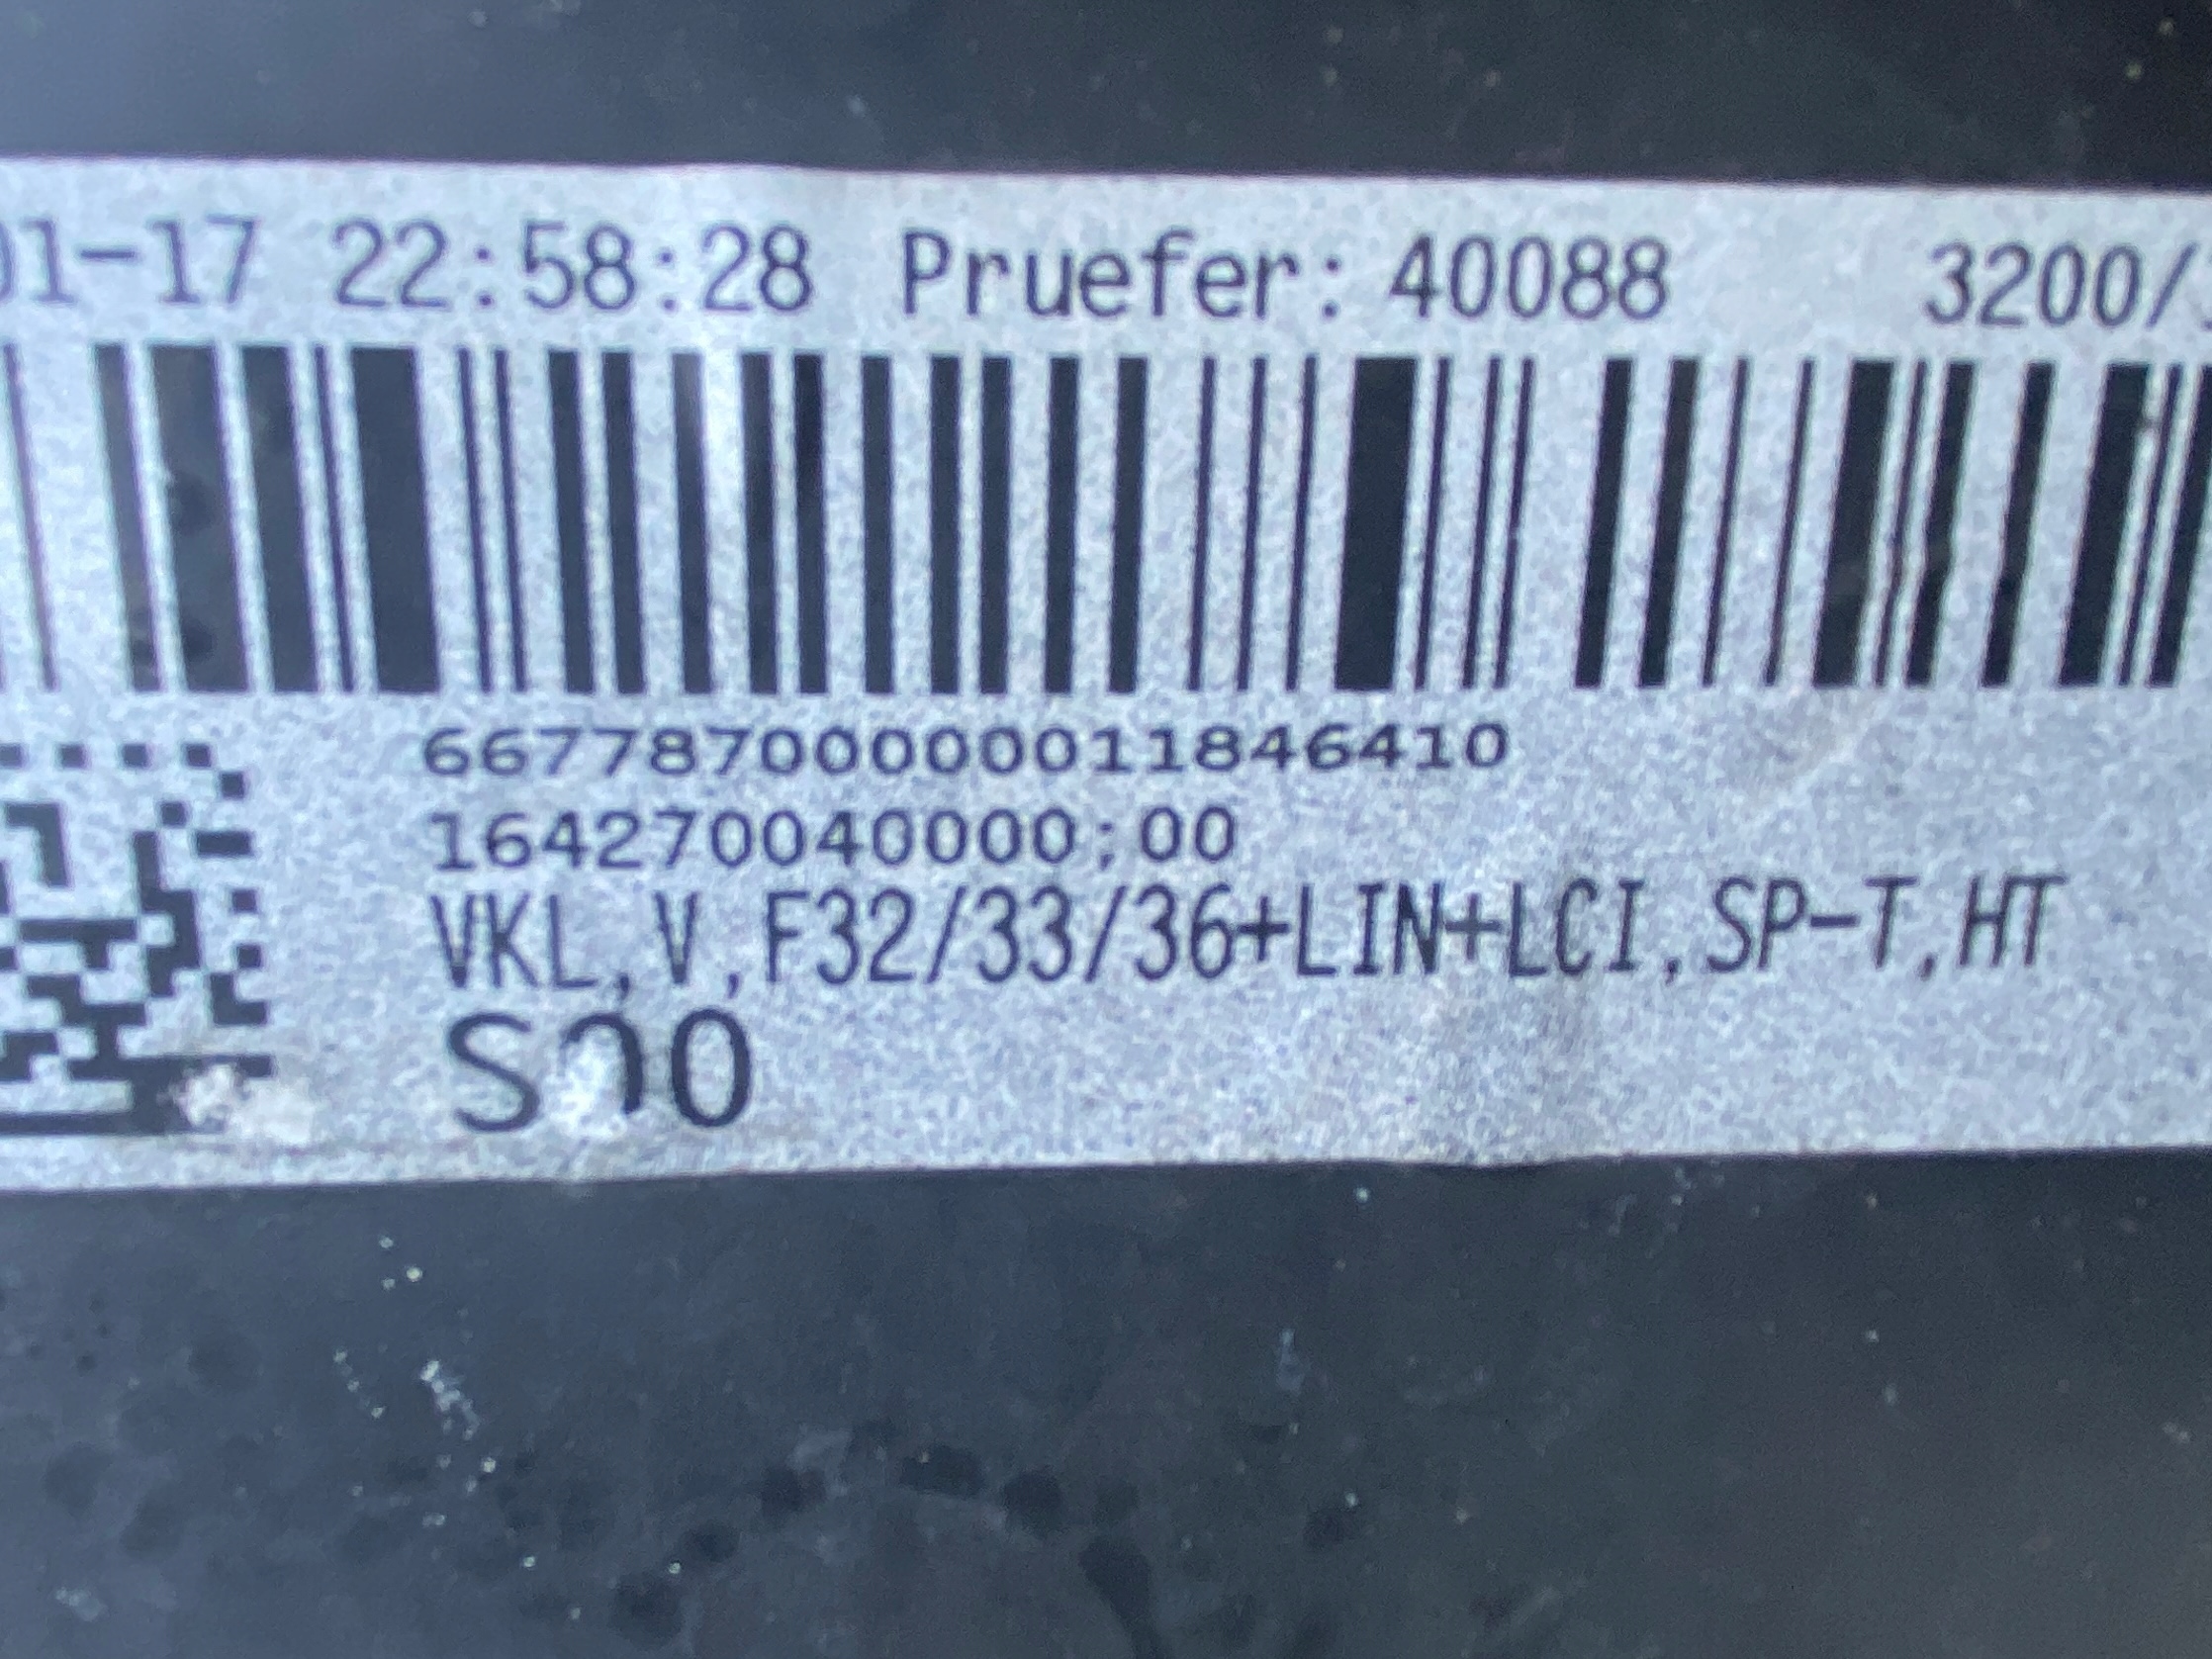 01-17 22:58:28 Pruefer: 40088 3200/
66778700000011846410
164270040000;00
VKL,V,F32/33/36+LIN+LCI,SP-T,HT
S00